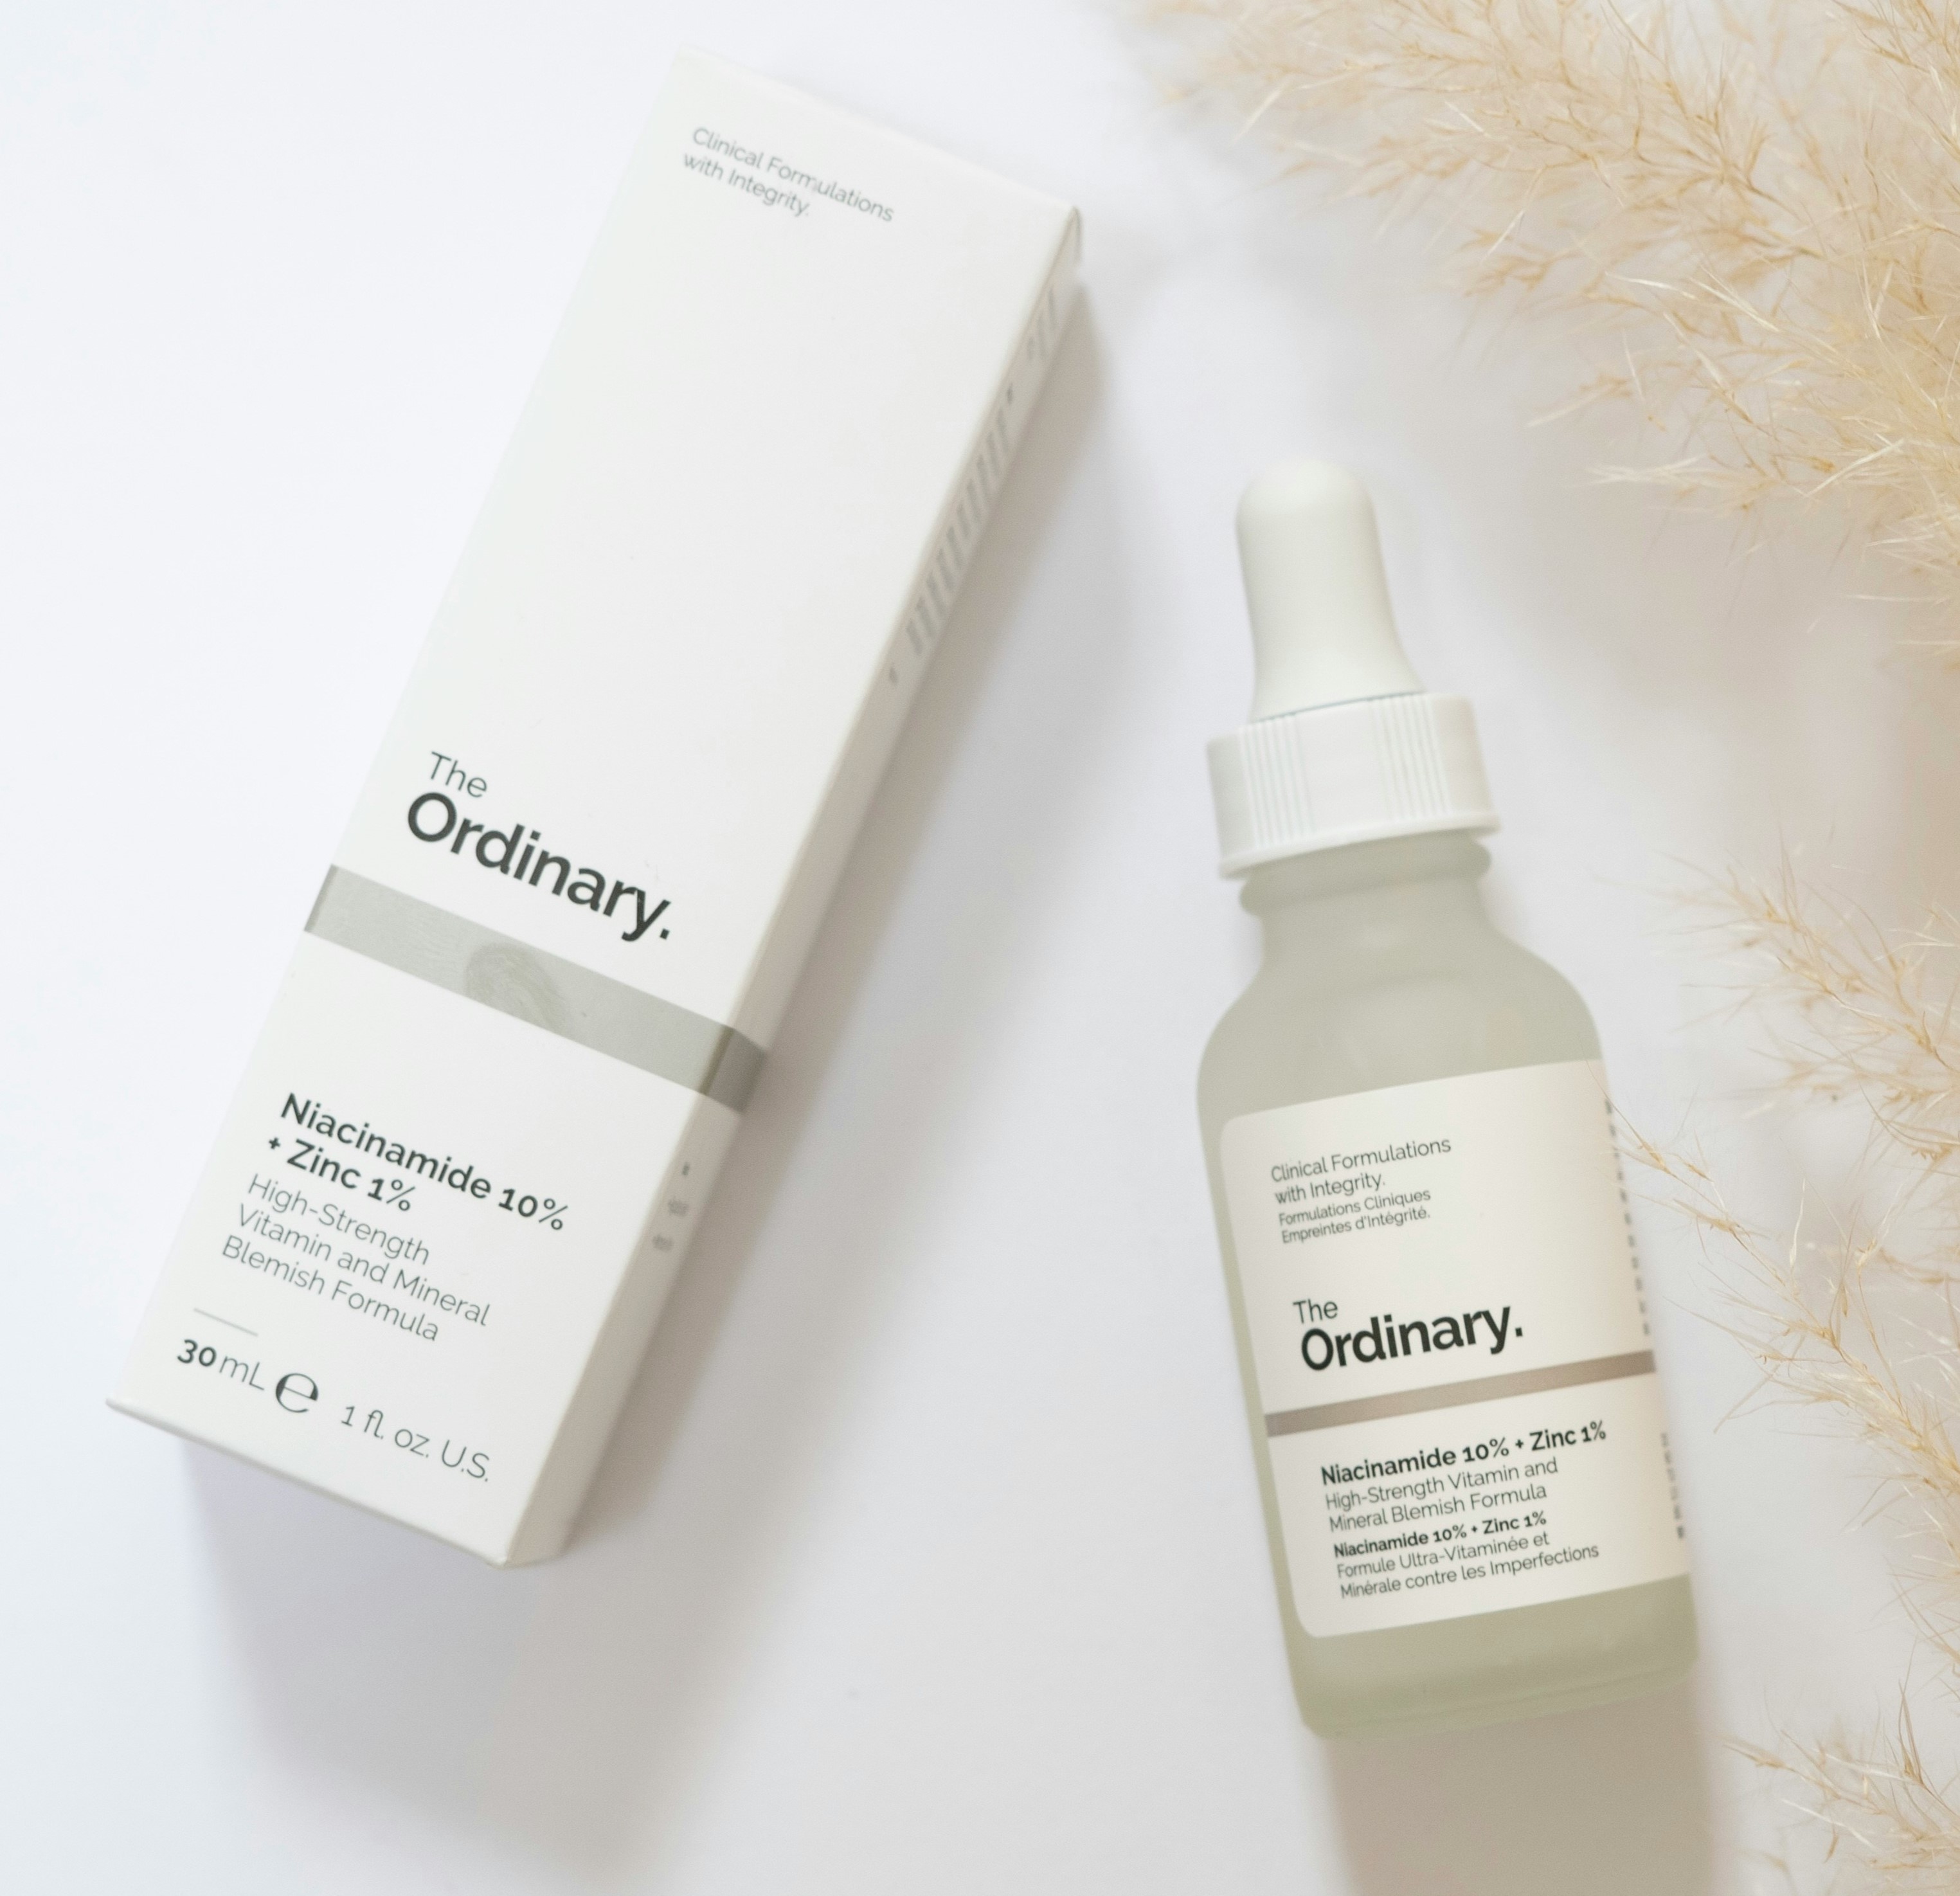 Clinical Formulations
with Integrity.
The
Ordinary.
Niacinamide 10%
+ Zinc 1%
High-Strength
Vitamin and Mineral
Blemish Formula
30 mL ℮ 1 fl. oz. U.S.
Clinical Formulations
with Integrity.
Formulations Cliniques
Empreintes d'Intégrité.
The
Ordinary.
Niacinamide 10% + Zinc 1%
High-Strength Vitamin and
Mineral Blemish Formula
Niacinamide 10% + Zinc 1%
Formule Ultra-Vitaminée et
Minérale contre les Imperfections